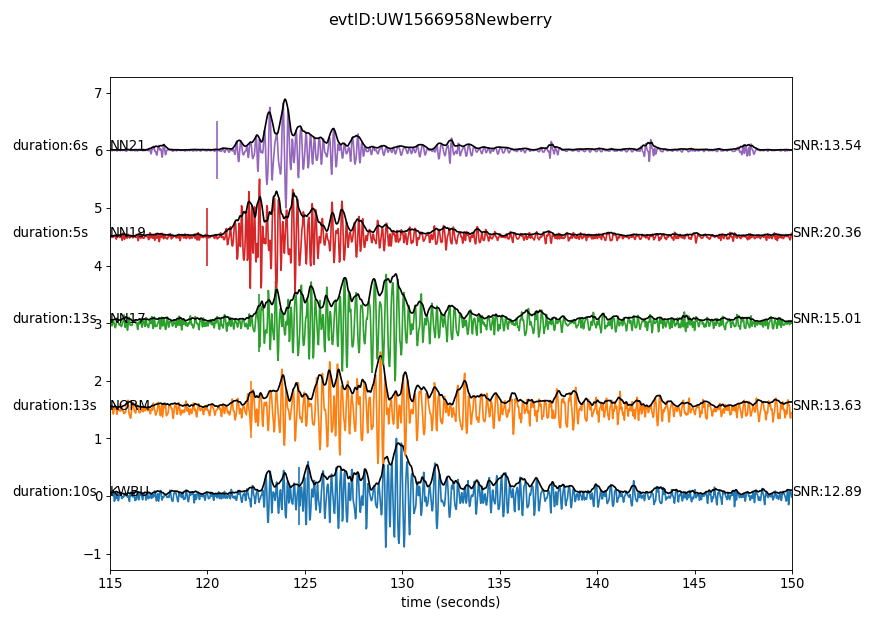 evtID:UW1566958Newberry
7
duration:6s NN21 SNR:13.54
6
5
duration:5s NN19 SNR:20.36
4
duration:13s NN17 SNR:15.01
3
2
duration:13s NORM SNR:13.63
1
duration:10s KWBU SNR:12.89
0
−1
115 120 125 130 135 140 145 150
time (seconds)